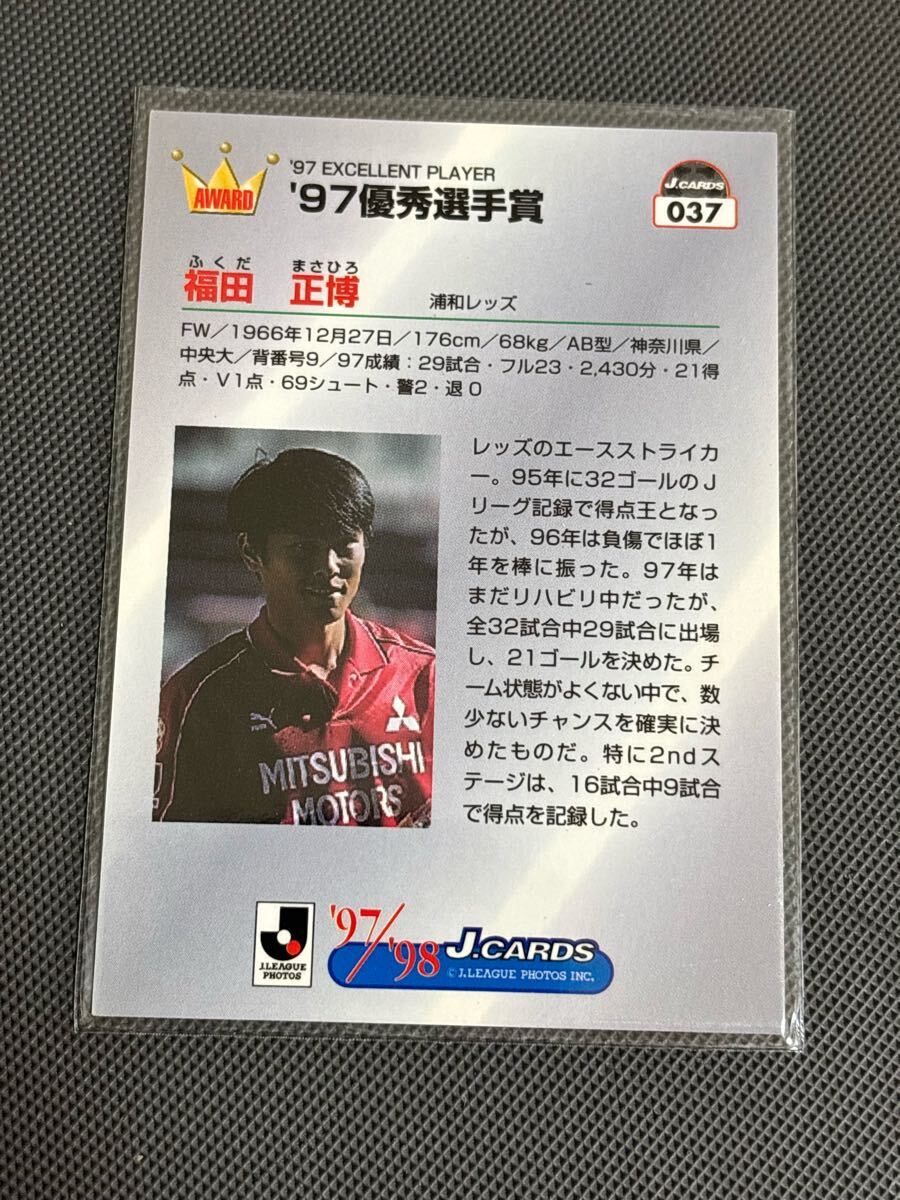 AWARD
'97 EXCELLENT PLAYER
'97優秀選手賞
J.CARDS
037
ふくだ まさひろ
福田 正博 浦和レッズ
FW/1966年12月27日/176cm/68kg/AB型/神奈川県/
中央大/背番号9/97成績:29試合・フル23・2,430分・21得
点・V1点・69シュート・警2・退0
レッズのエースストライカ
ー。95年に32ゴールのJ
リーグ記録で得点王となっ
たが、96年は負傷でほぼ1
年を棒に振った。97年は
まだリハビリ中だったが、
全32試合中29試合に出場
し、21ゴールを決めた。チ
ーム状態がよくない中で、数
少ないチャンスを確実に決
めたものだ。特に2ndス
テージは、16試合中9試合
で得点を記録した。
PUMA
MITSUBISHI
MOTORS
J.LEAGUE
PHOTOS
'97/'98 J.CARDS
© J.LEAGUE PHOTOS INC.